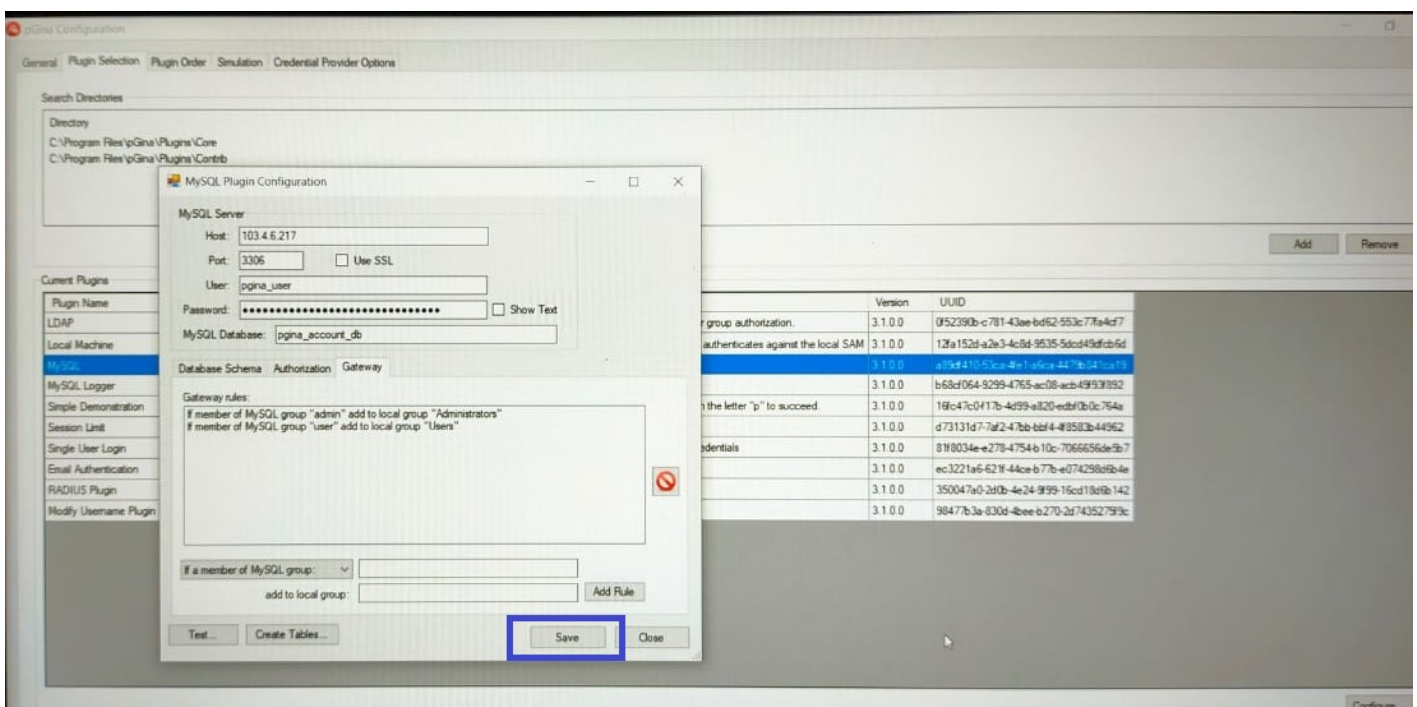 pGina Configuration
General Plugin Selection Plugin Order Simulation Credential Provider Options
Search Directories
Directory
C:\Program Files\pGina\Plugins\Core
C:\Program Files\pGina\Plugins\Contrib
Add Remove
Current Plugins
Plugin Name Version UUID
LDAP r group authorization. 3.1.0.0 0f52390b-c781-43ae-bd62-553c77fa4cf7
Local Machine authenticates against the local SAM 3.1.0.0 12fa152d-a2e3-4c8d-9535-5dcd49dfcb6d
MySQL 3.1.0.0 a89df410-53ca-4fe1-a6ca-4479b841ca19
MySQL Logger 3.1.0.0 b68cf064-9299-4765-ac08-acb49f93f892
Simple Demonstration n the letter "p" to succeed. 3.1.0.0 16fc47c0-f17b-4d99-a820-edbf0b0c764a
Session Limit 3.1.0.0 d73131d7-7af2-47bb-bbf4-4f8583b44962
Single User Login edentials 3.1.0.0 81f8034e-e278-4754-b10c-7066656de5b7
Email Authentication 3.1.0.0 ec3221a6-621f-44ce-b77b-e074298d6b4e
RADIUS Plugin 3.1.0.0 350047a0-2d0b-4e24-9f99-16cd18d6b142
Modify Username Plugin 3.1.0.0 98477b3a-830d-4bee-b270-2d7435275f9c
MySQL Plugin Configuration
MySQL Server
Host: 103.4.6.217
Port: 3306 Use SSL
User: pgina_user
Password: Show Text
MySQL Database: pgina_account_db
Database Schema Authorization Gateway
Gateway rules:
If member of MySQL group "admin" add to local group "Administrators"
If member of MySQL group "user" add to local group "Users"
If a member of MySQL group:
add to local group: Add Rule
Test... Create Tables... Save Close